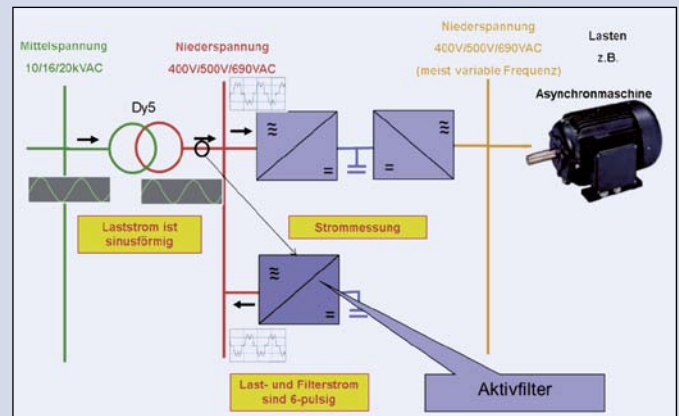 Mittelspannung
10/16/20kVAC
Niederspannung
400V/500V/690VAC
Niederspannung
400V/500V/690VAC
(meist variable Frequenz)
Lasten
z.B.
Asynchronmaschine
Dy5
Laststrom ist
sinusförmig
Strommessung
Last- und Filterstrom
sind 6-pulsig
Aktivfilter